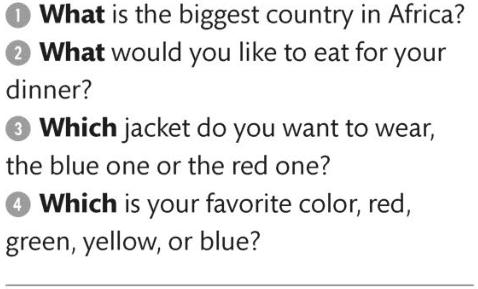 1 What is the biggest country in Africa?
2 What would you like to eat for your
dinner?
3 Which jacket do you want to wear,
the blue one or the red one?
4 Which is your favorite color, red,
green, yellow, or blue?